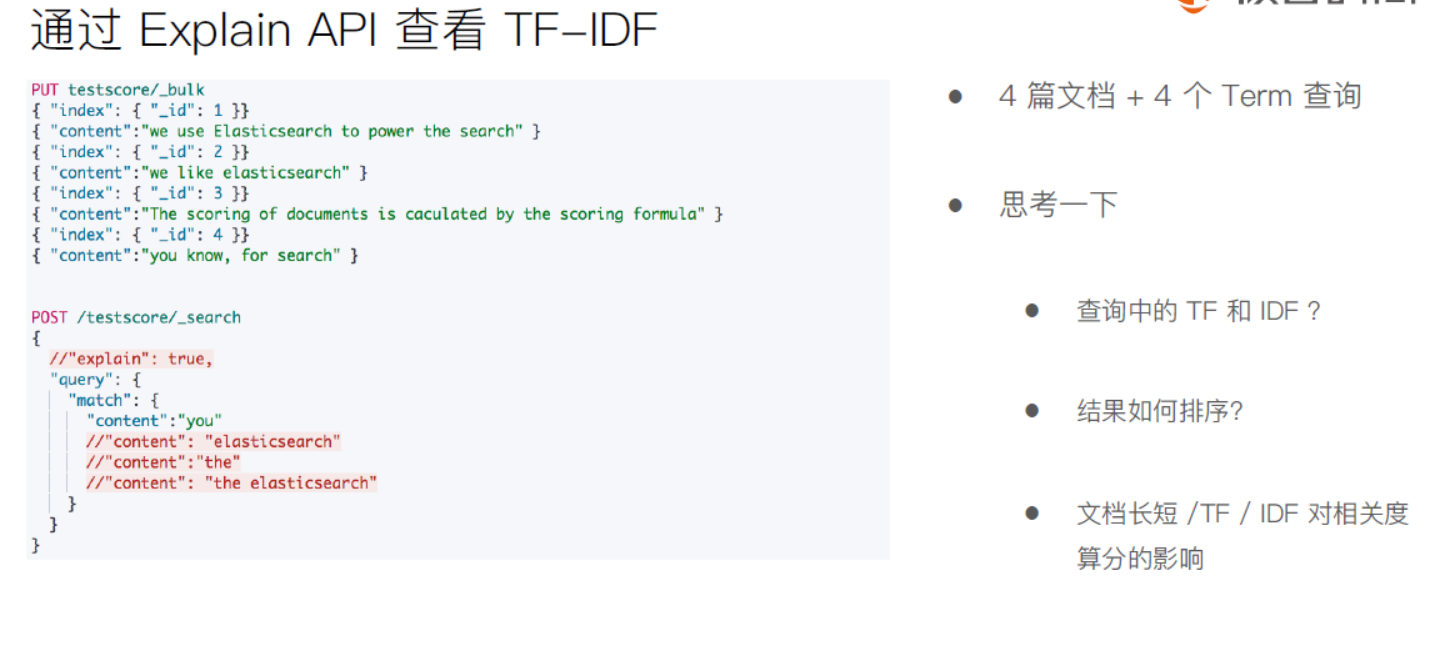 通过 Explain API 查看 TF–IDF
PUT testscore/_bulk
{ "index": { "_id": 1 }}
{ "content":"we use Elasticsearch to power the search" }
{ "index": { "_id": 2 }}
{ "content":"we like elasticsearch" }
{ "index": { "_id": 3 }}
{ "content":"The scoring of documents is caculated by the scoring formula" }
{ "index": { "_id": 4 }}
{ "content":"you know, for search" }
POST /testscore/_search
{
//"explain": true,
"query": {
"match": {
"content":"you"
//"content": "elasticsearch"
//"content":"the"
//"content": "the elasticsearch"
}
}
}
● 4 篇文档 + 4 个 Term 查询
● 思考一下
● 查询中的 TF 和 IDF ?
● 结果如何排序?
● 文档长短 /TF / IDF 对相关度
算分的影响